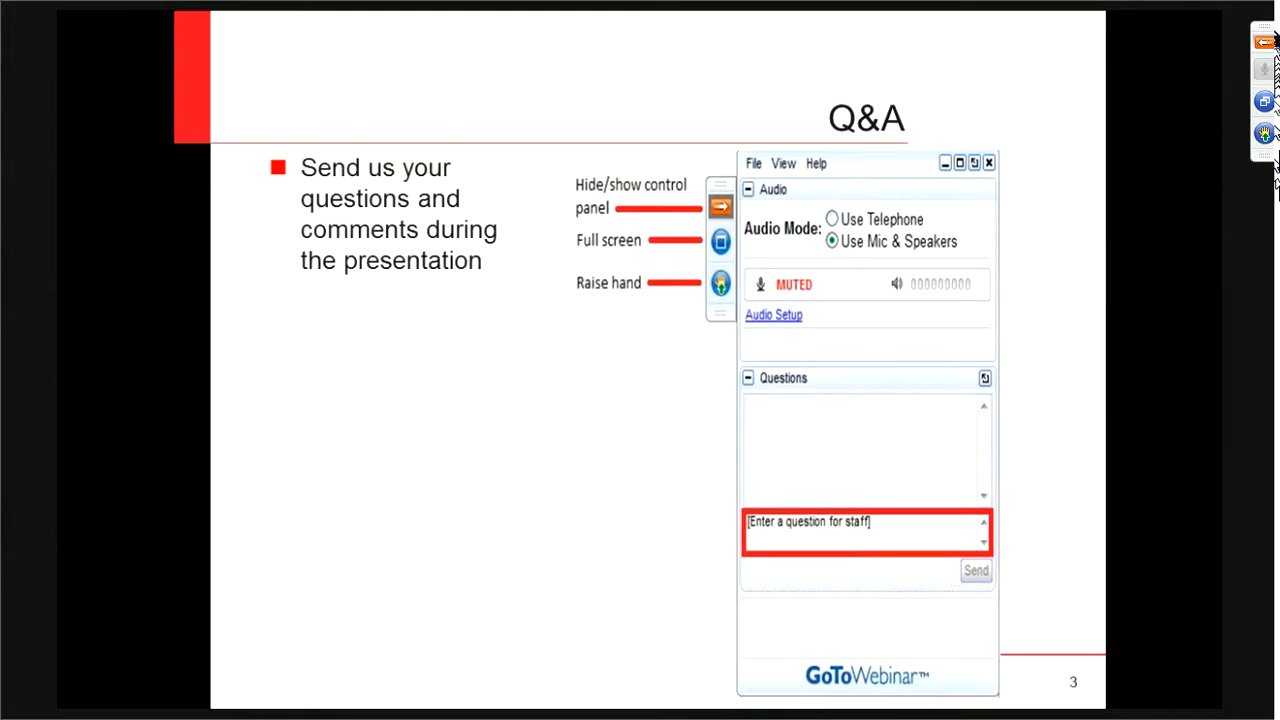 Q&A
Send us your
questions and
comments during
the presentation
Hide/show control
panel
Full screen
Raise hand
File View Help
Audio
Audio Mode:
Use Telephone
Use Mic & Speakers
MUTED
000000000
Audio Setup
Questions
[Enter a question for staff]
Send
GoToWebinar™
3